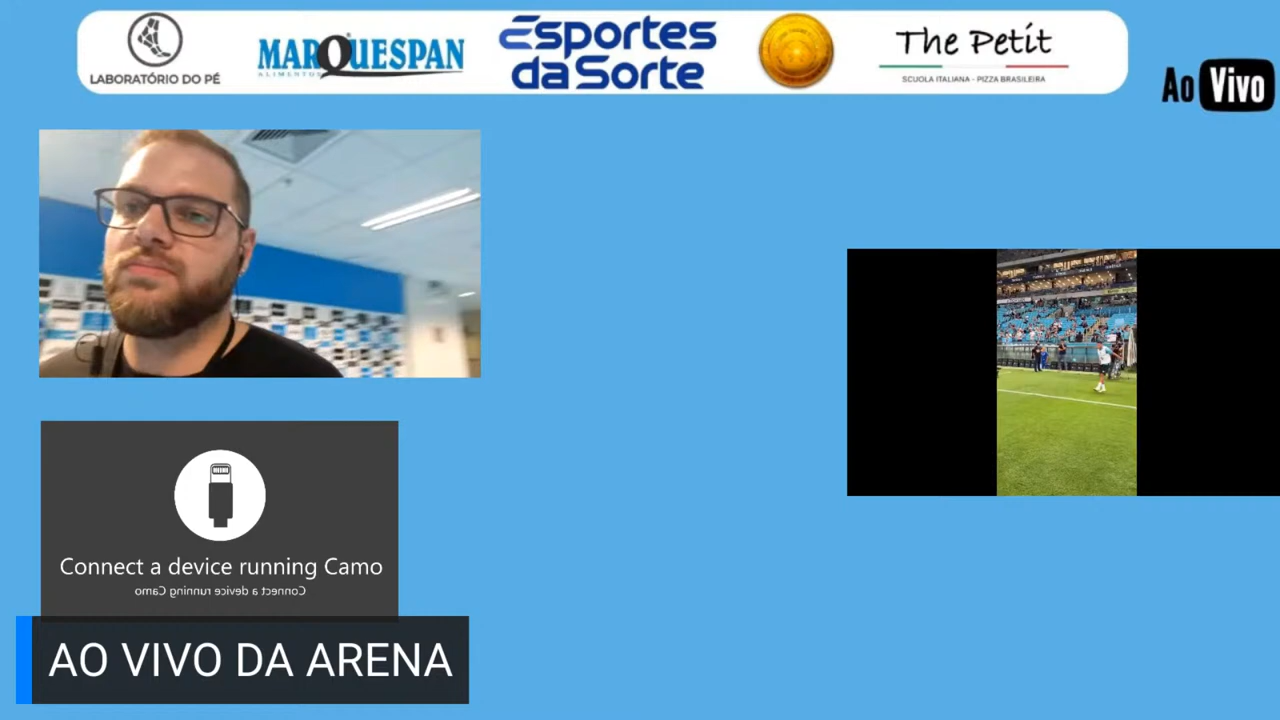 LABORATÓRIO DO PÉ
MARQUESPAN
ALIMENTOS
Esportes
da Sorte
The Petit
SCUOLA ITALIANA - PIZZA BRASILEIRA
Ao Vivo
Connect a device running Camo
Connect a device running Camo
AO VIVO DA ARENA